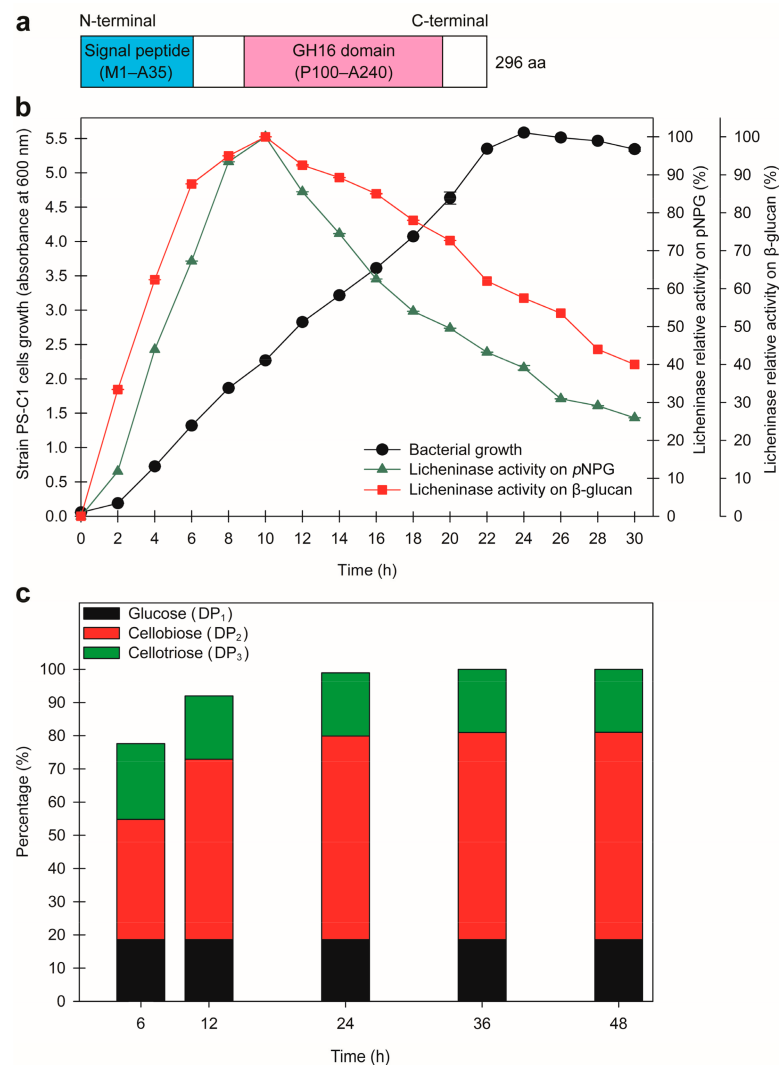 a
N-terminal
C-terminal
Signal peptide
(M1–A35)
GH16 domain
(P100–A240)
296 aa
b
Strain PS-C1 cells growth (absorbance at 600 nm)
5.5
5.0
4.5
4.0
3.5
3.0
2.5
2.0
1.5
1.0
0.5
0.0
0 2 4 6 8 10 12 14 16 18 20 22 24 26 28 30
Time (h)
Bacterial growth
Licheninase activity on pNPG
Licheninase activity on β-glucan
100
90
80
70
60
50
40
30
20
10
0
Licheninase relative activity on pNPG (%)
100
90
80
70
60
50
40
30
20
10
0
Licheninase relative activity on β-glucan (%)
c
Glucose (DP₁)
Cellobiose (DP₂)
Cellotriose (DP₃)
Percentage (%)
100
90
80
70
60
50
40
30
20
10
0
6 12 24 36 48
Time (h)